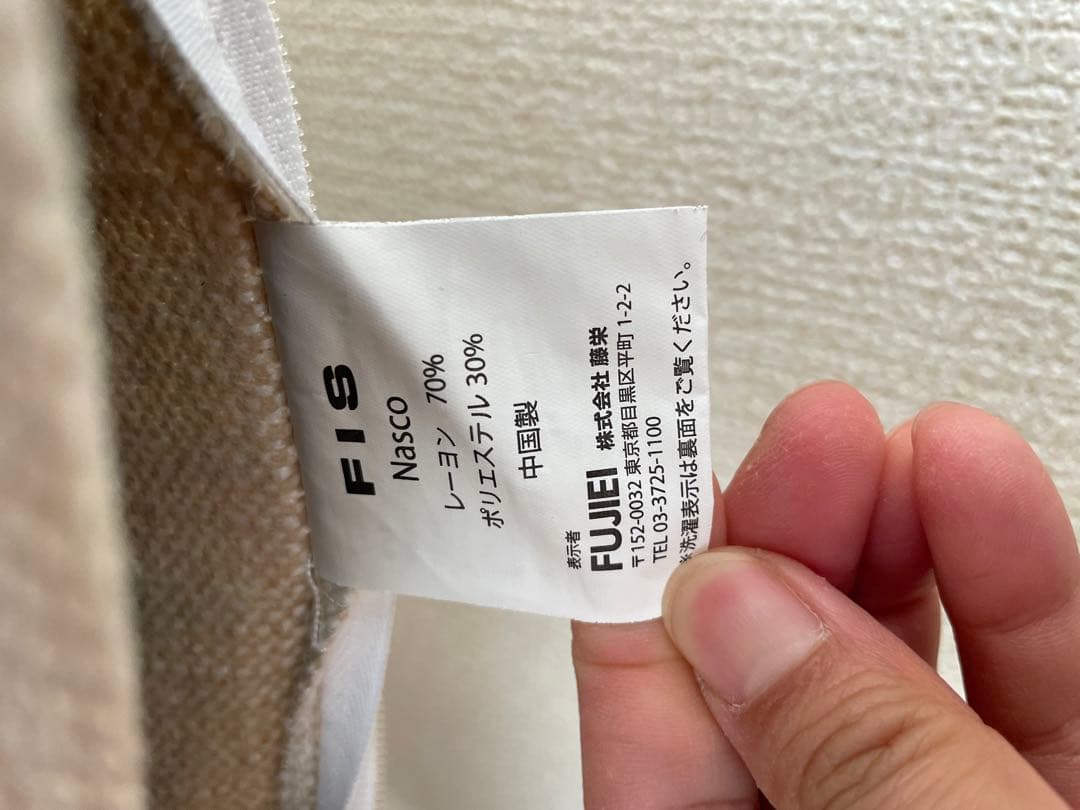 FIS
Nasco
レーヨン 70%
ポリエステル 30%
中国製
表示者
FUJIEI 株式会社 藤栄
〒152-0032 東京都目黒区平町1-2-2
TEL 03-3725-1100
※洗濯表示は裏面をご覧ください。